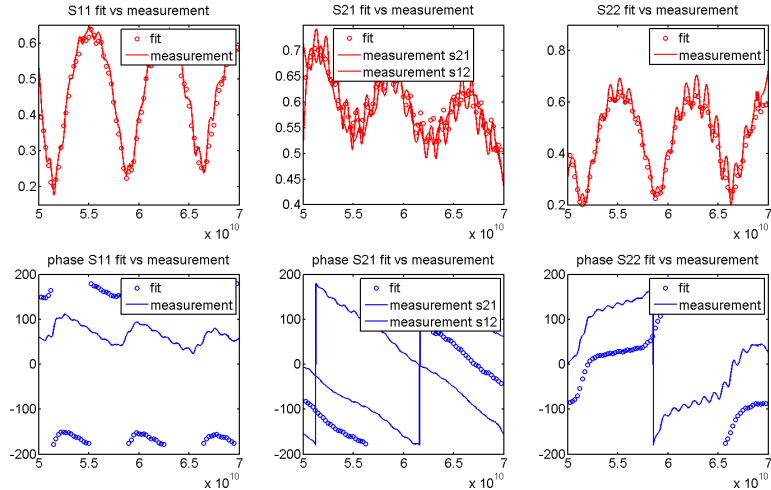 S11 fit vs measurement
S21 fit vs measurement
S22 fit vs measurement
0.6
0.5
0.4
0.3
0.2
fit
measurement
5
5.5
6
6.5
7
x 10^10
0.7
0.65
0.6
0.55
0.5
0.45
0.4
fit
measurement s21
measurement s12
5
5.5
6
6.5
7
x 10^10
0.8
0.6
0.4
0.2
fit
measurement
5
5.5
6
6.5
7
x 10^10
phase S11 fit vs measurement
phase S21 fit vs measurement
phase S22 fit vs measurement
200
100
0
-100
-200
fit
measurement
5
5.5
6
6.5
7
x 10^10
200
100
0
-100
-200
fit
measurement s21
measurement s12
5
5.5
6
6.5
7
x 10^10
200
100
0
-100
-200
fit
measurement
5
5.5
6
6.5
7
x 10^10